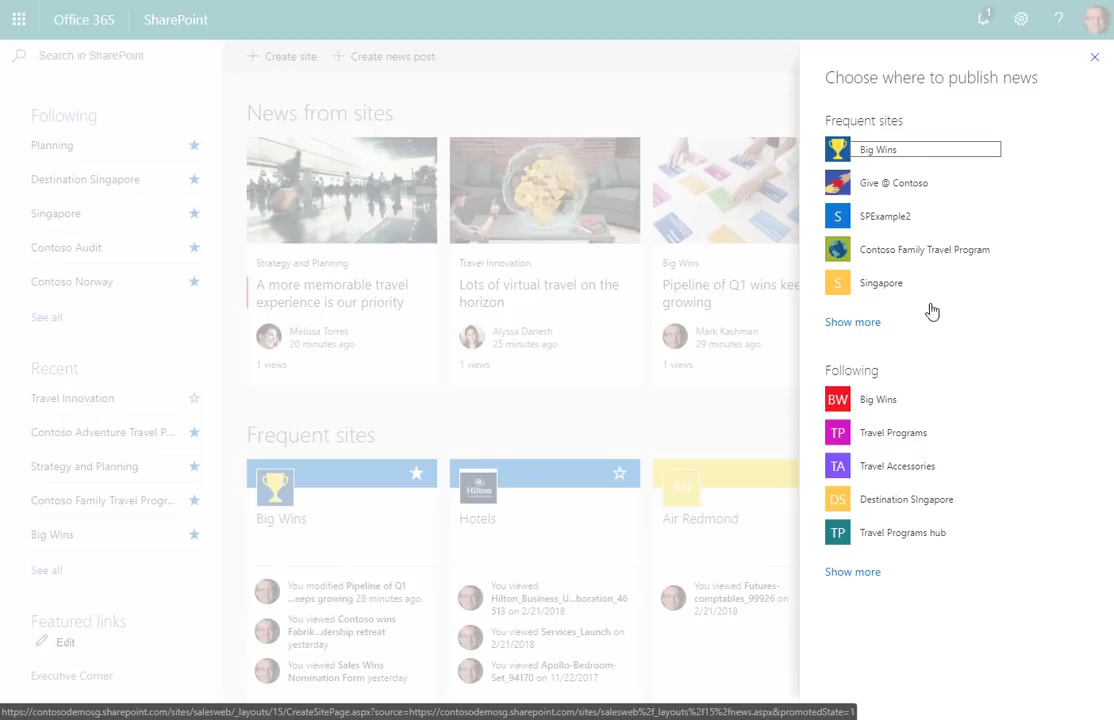 Office 365
SharePoint
1
?
Search in SharePoint
Create site
Create news post
Following
Planning
Destination SIngapore
Singapore
Contoso Audit
Contoso Norway
See all
Recent
Travel Innovation
Contoso Adventure Travel P...
Strategy and Planning
Contoso Family Travel Progr...
Big Wins
See all
Featured links
Edit
Executive Corner
News from sites
Strategy and Planning
A more memorable travel
experience is our priority
Melissa Torres
20 minutes ago
1 views
Travel Innovation
Lots of virtual travel on the
horizon
Alyssa Danesh
25 minutes ago
1 views
Big Wins
Pipeline of Q1 wins kee
growing
Mark Kashman
29 minutes ago
1 views
Frequent sites
Big Wins
You modified Pipeline of Q1
...eeps growing 28 minutes ago
You viewed Contoso wins
Fabrik...dership retreat
yesterday
You viewed Sales Wins
Nomination Form yesterday
Hilton
Hotels
You viewed
Hilton_Business_U...boration_46
513 on 2/21/2018
You viewed Services_Launch on
2/21/2018
You viewed Apollo-Bedroom-
Set_94170 on 11/22/2017
AR
Air Redmond
You viewed Futures-
comptables_99926 on
2/21/2018
Choose where to publish news
Frequent sites
Big Wins
Give @ Contoso
S SPExample2
Contoso Family Travel Program
S Singapore
Show more
Following
BW Big Wins
TP Travel Programs
TA Travel Accessories
DS Destination SIngapore
TP Travel Programs hub
Show more
https://contosodemosg.sharepoint.com/sites/salesweb/_layouts/15/CreateSitePage.aspx?source=https://contosodemosg.sharepoint.com/sites/salesweb%2f_layouts%2f15%2fnews.aspx&promotedState=1